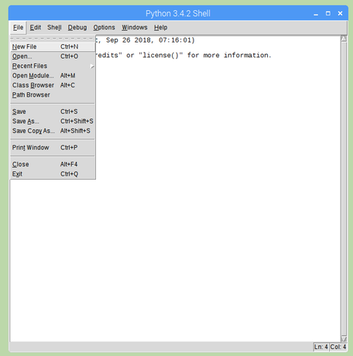 Python 3.4.2 Shell
File Edit Shell Debug Options Windows Help
New File Ctrl+N
Open... Ctrl+O
Recent Files
Open Module... Alt+M
Class Browser Alt+C
Path Browser
Save Ctrl+S
Save As... Ctrl+Shift+S
Save Copy As... Alt+Shift+S
Print Window Ctrl+P
Close Alt+F4
Exit Ctrl+Q
, Sep 26 2018, 07:16:01)
redits" or "license()" for more information.
Ln: 4 Col: 4